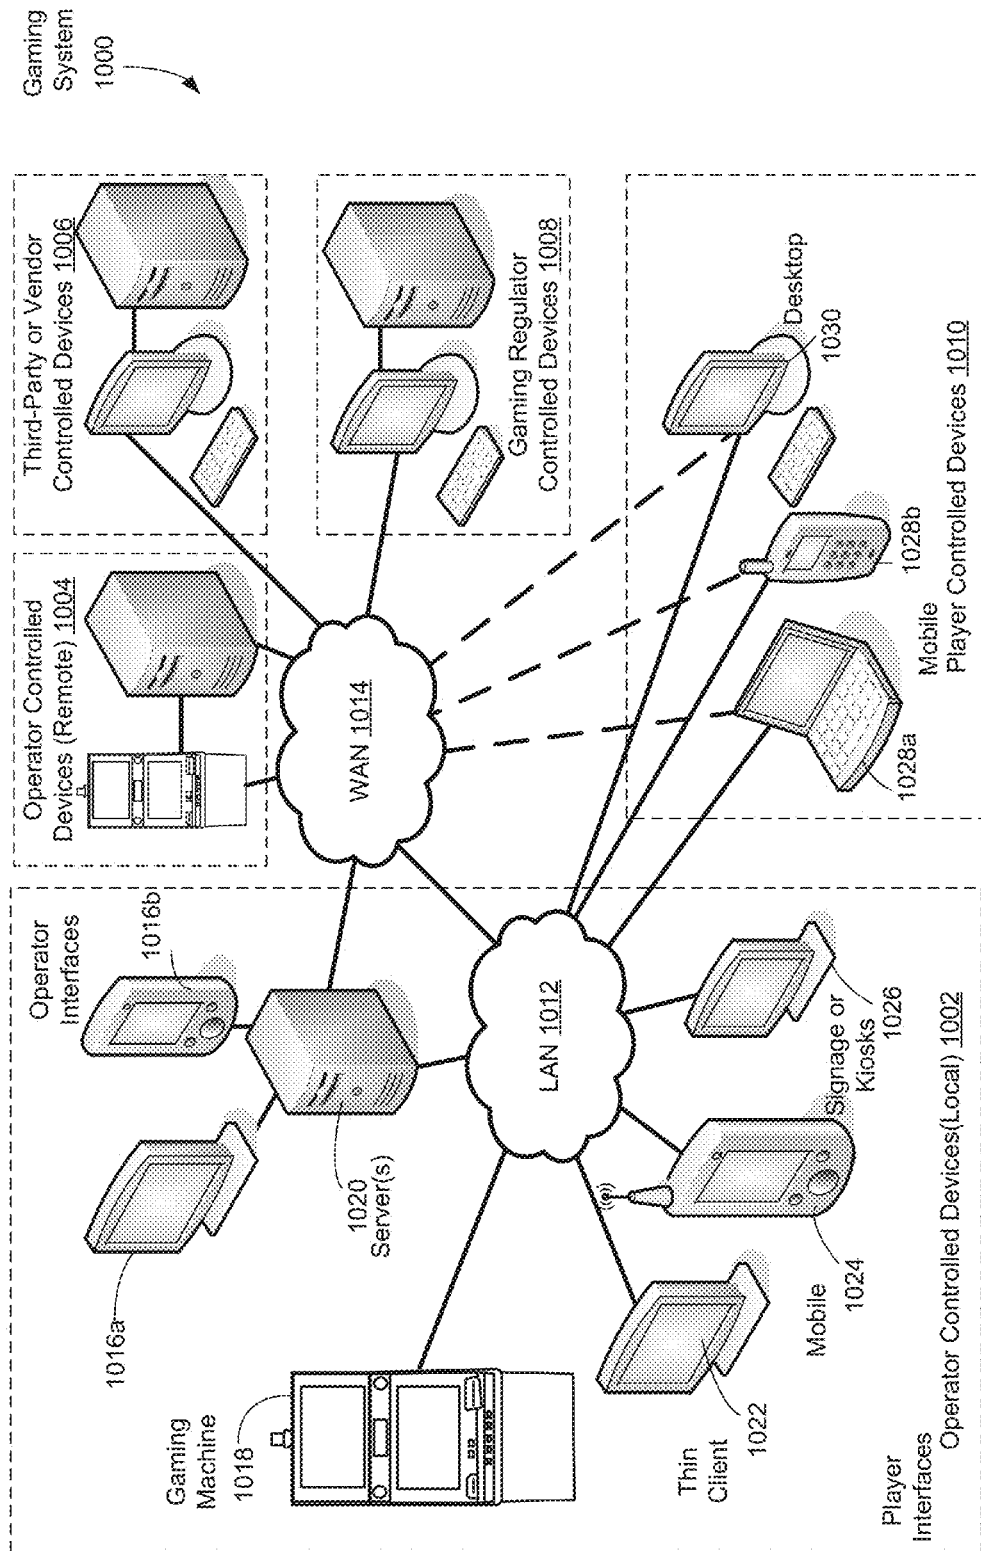 Gaming
System
1000
Third-Party or Vendor
Controlled Devices 1006
Gaming Regulator
Controlled Devices 1008
Operator Controlled
Devices (Remote) 1004
WAN 1014
Desktop
1030
1028b
Mobile
1028a
Player Controlled Devices 1010
Operator
Interfaces
1016b
1016a
1020
Server(s)
LAN 1012
Gaming
Machine
1018
Thin
Client
1022
Mobile
1024
Signage or
Kiosks
1026
Player
Interfaces
Operator Controlled Devices(Local) 1002